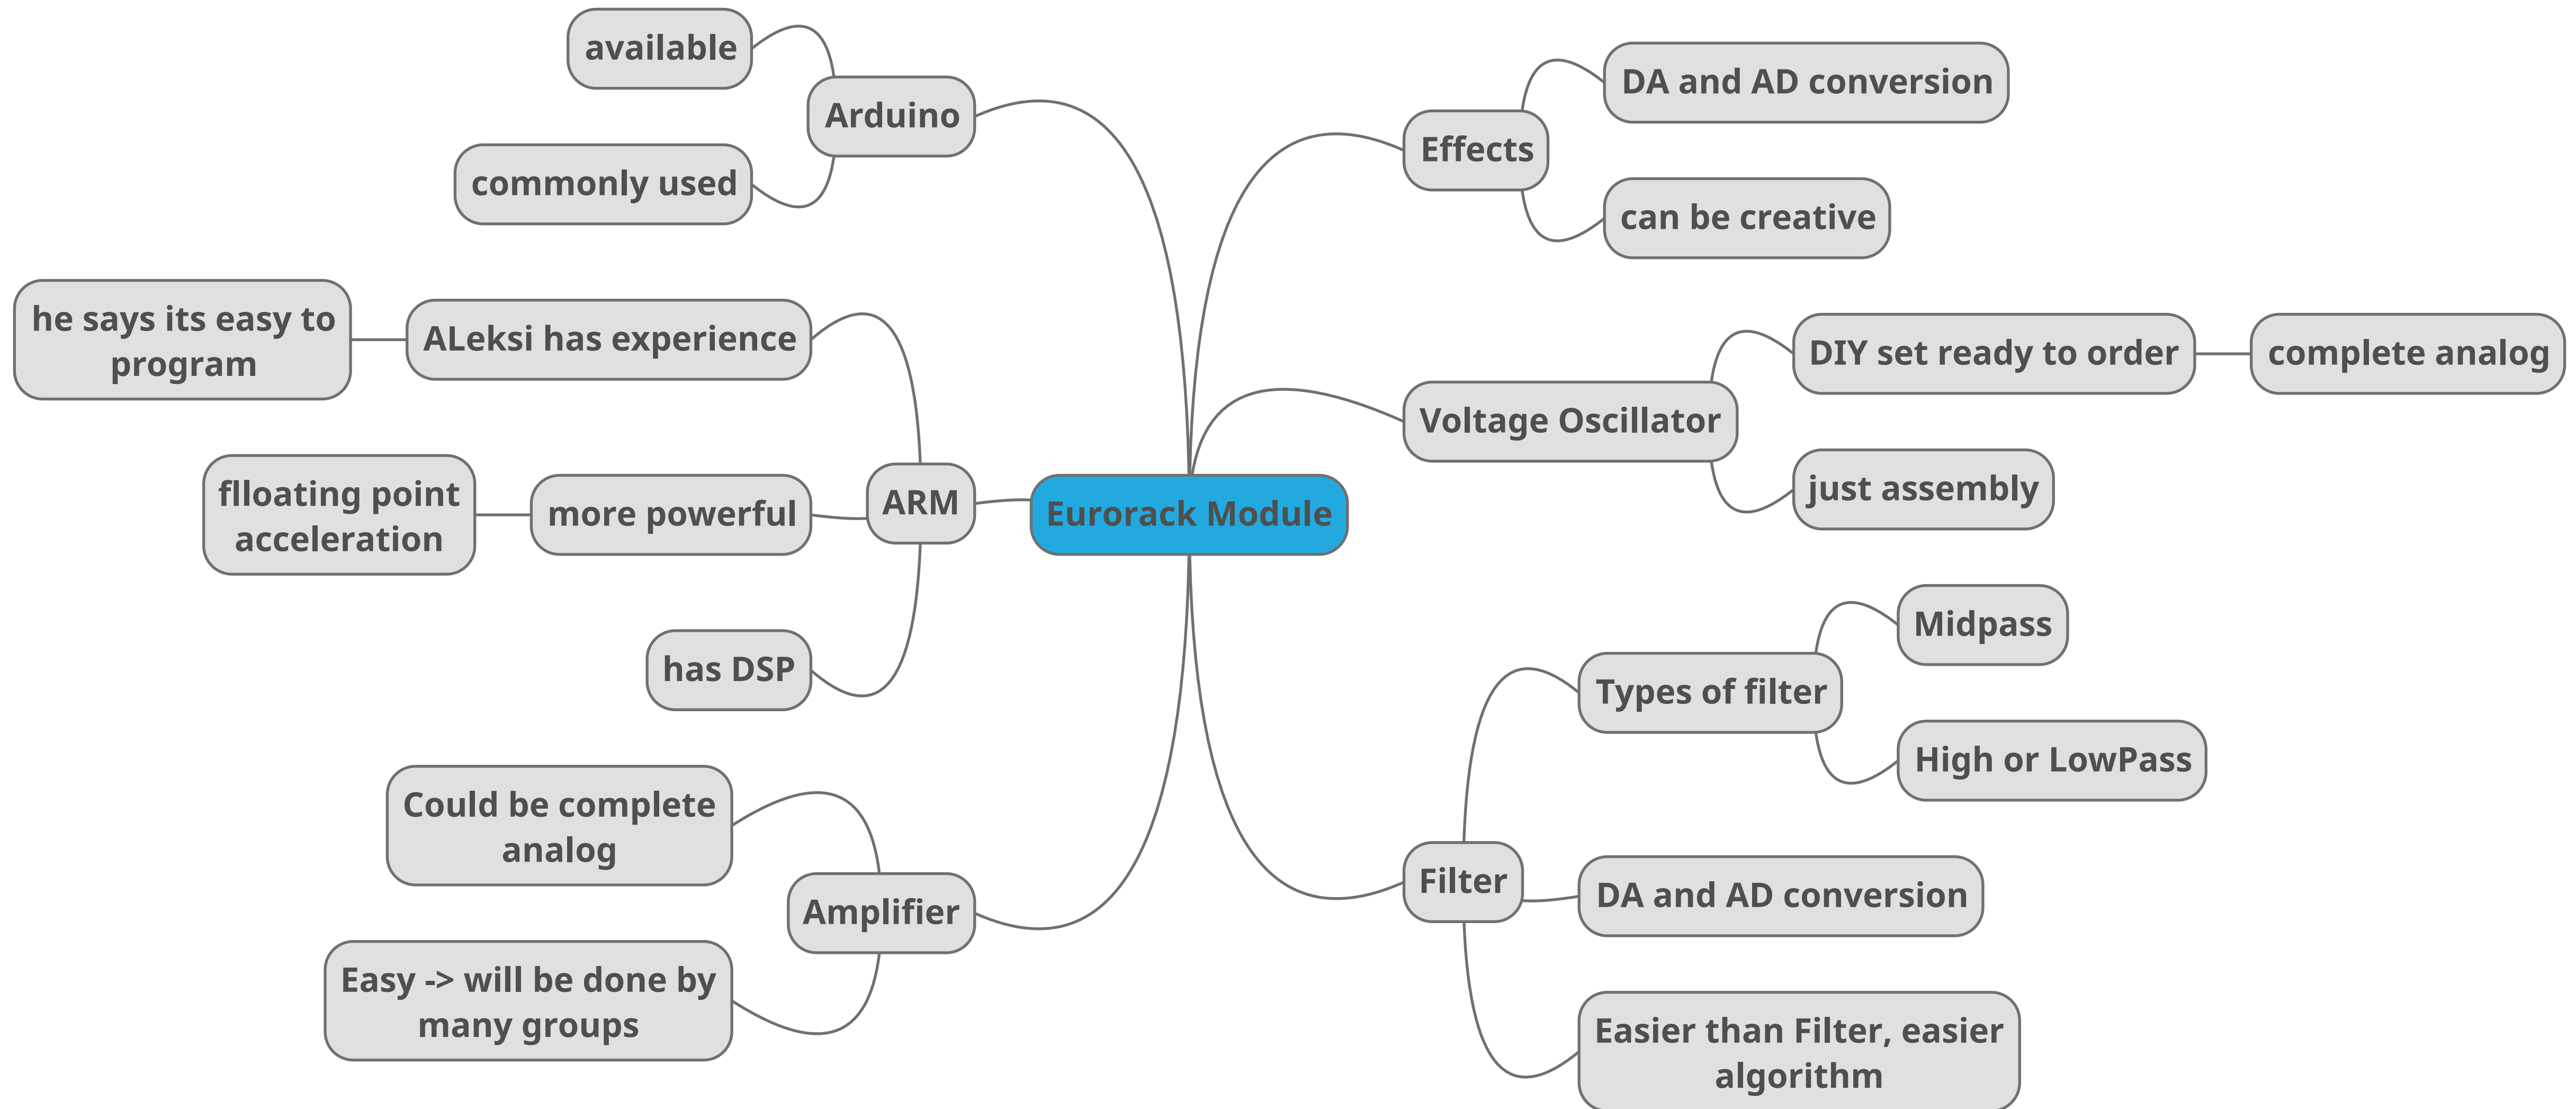 available
Arduino
commonly used
he says its easy to
program
ALeksi has experience
flloating point
acceleration
more powerful
ARM
has DSP
Could be complete
analog
Amplifier
Easy -> will be done by
many groups
Eurorack Module
DA and AD conversion
Effects
can be creative
DIY set ready to order
complete analog
Voltage Oscillator
just assembly
Midpass
Types of filter
High or LowPass
Filter
DA and AD conversion
Easier than Filter, easier
algorithm